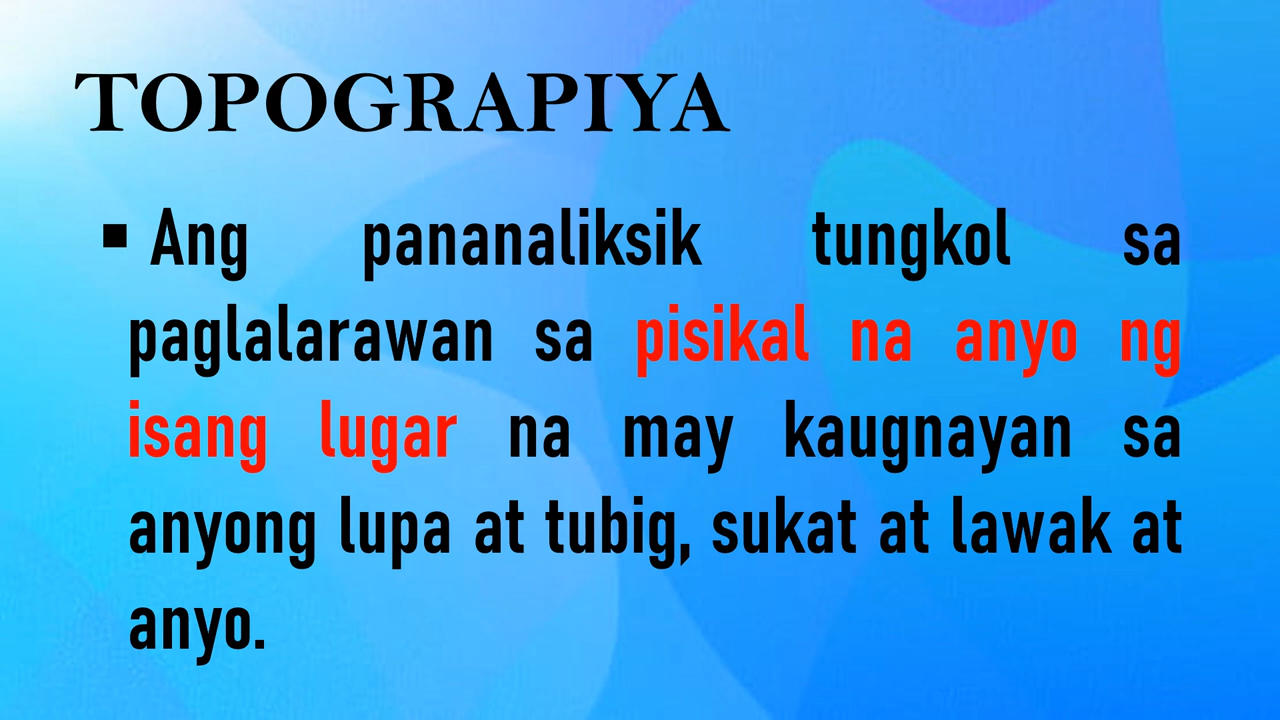 TOPOGRAPIYA
▪ Ang pananaliksik tungkol sa
paglalarawan sa pisikal na anyo ng
isang lugar na may kaugnayan sa
anyong lupa at tubig, sukat at lawak at
anyo.